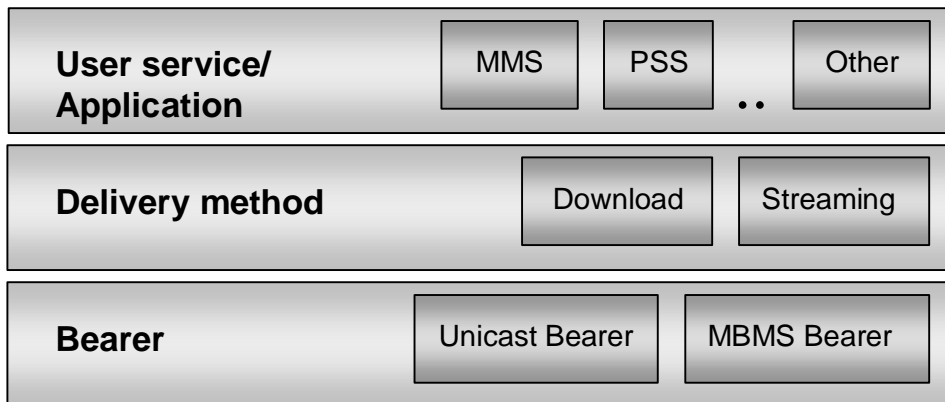 User service/
Application
MMS
PSS
..
Other
Delivery method
Download
Streaming
Bearer
Unicast Bearer
MBMS Bearer